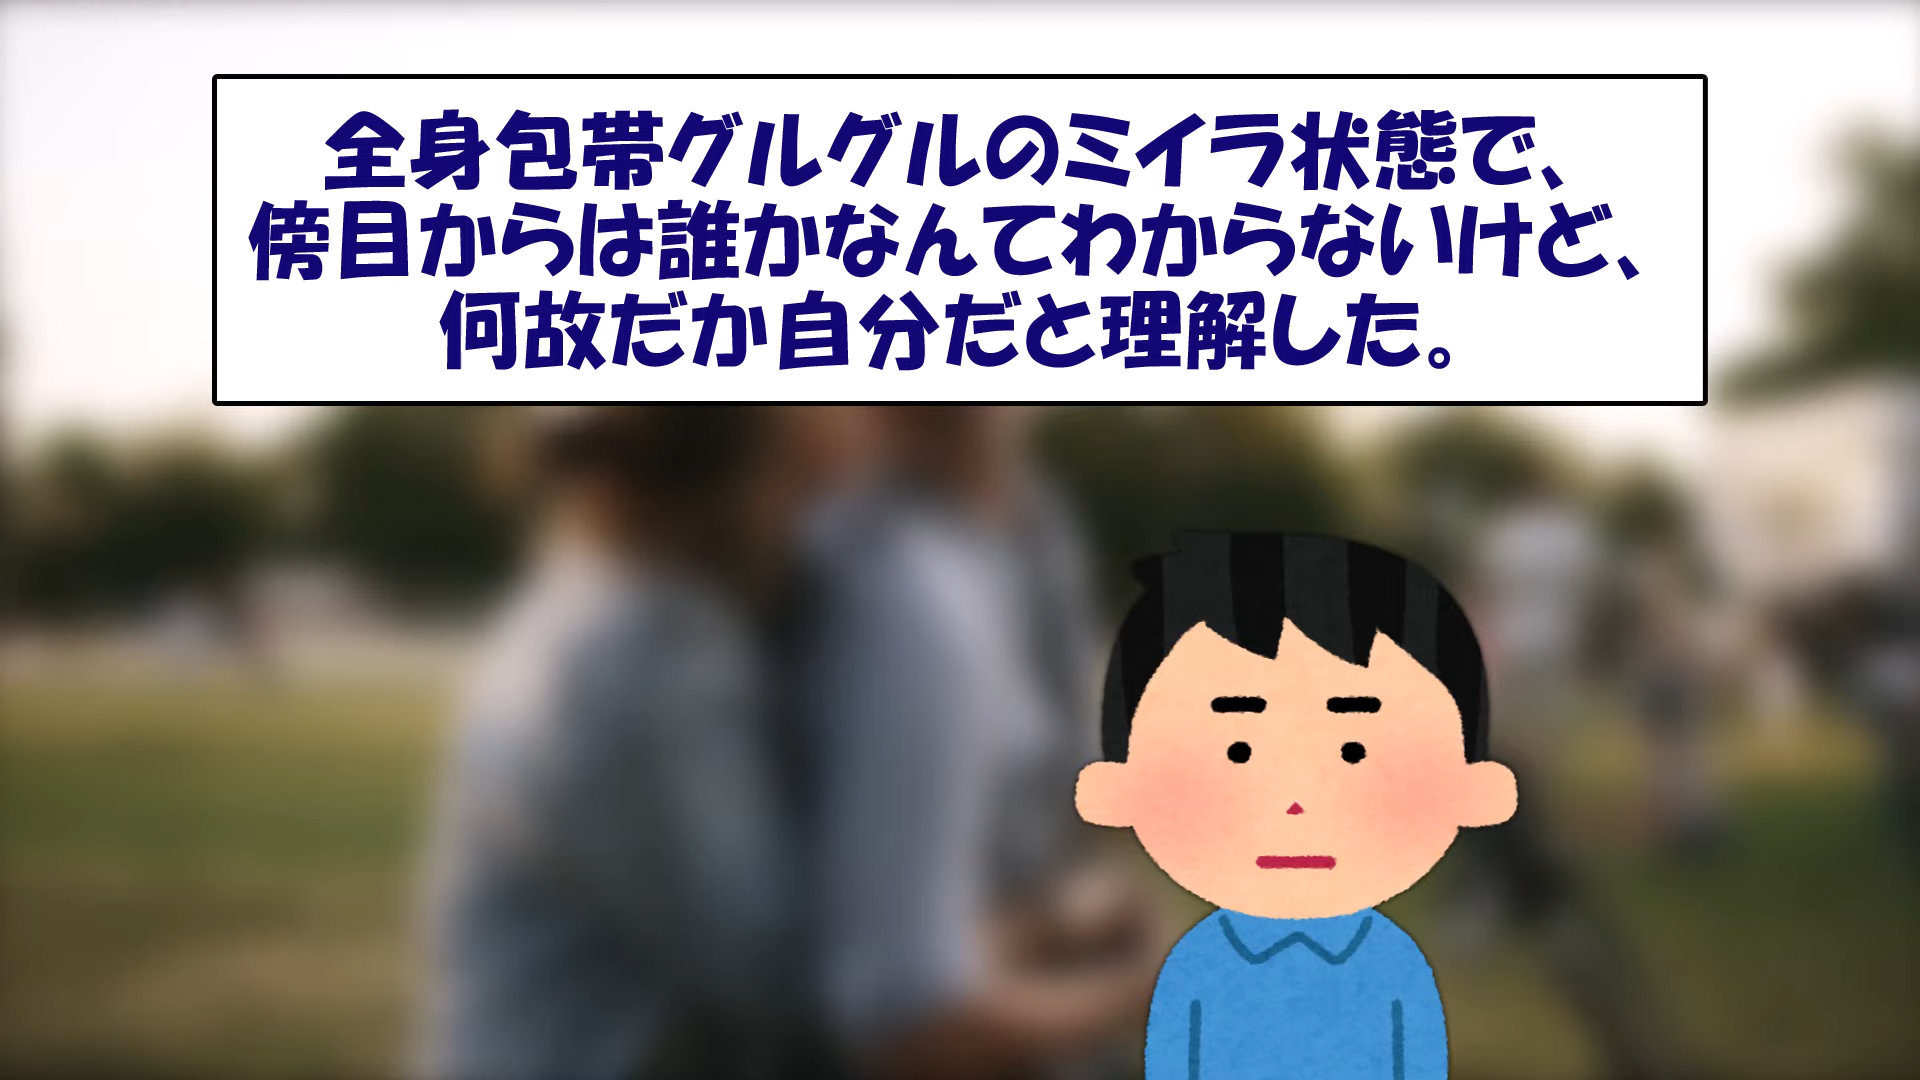 全身包帯グルグルのミイラ状態で、
傍目からは誰かなんてわからないけど、
何故だか自分だと理解した。